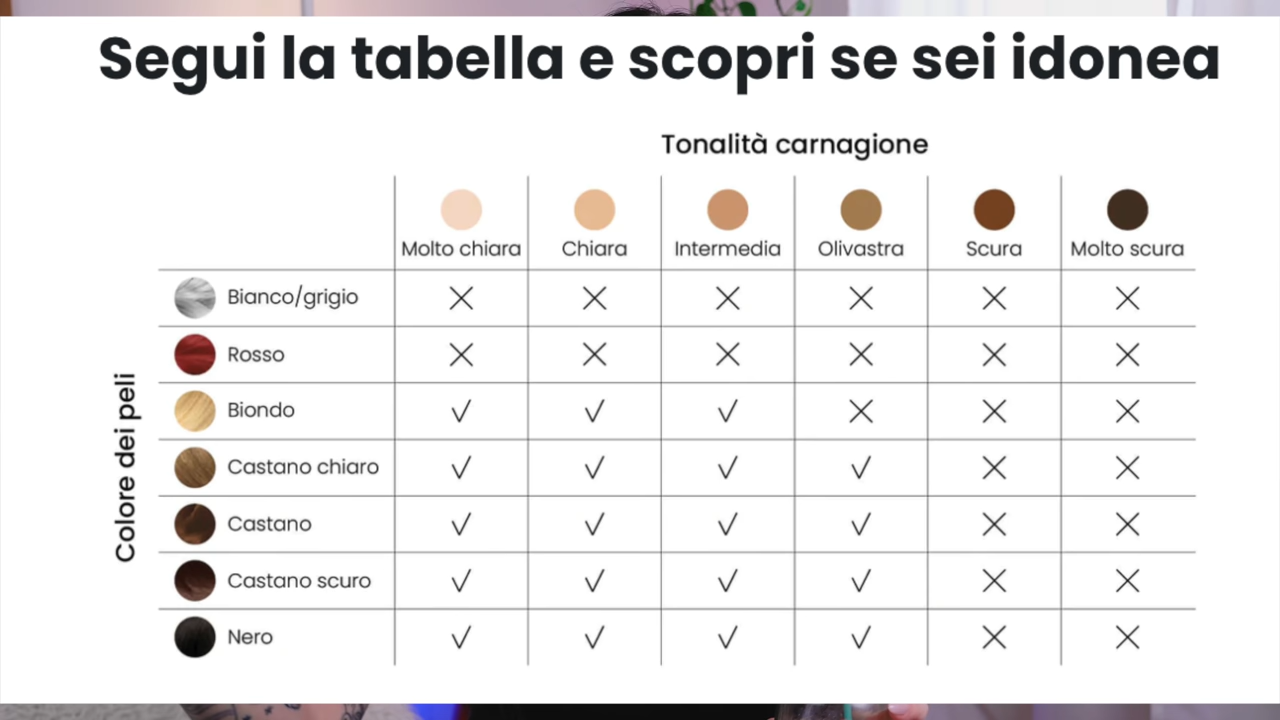 Segui la tabella e scopri se sei idonea
Tonalità carnagione
Molto chiara
Chiara
Intermedia
Olivastra
Scura
Molto scura
Colore dei peli
Bianco/grigio
Rosso
Biondo
Castano chiaro
Castano
Castano scuro
Nero